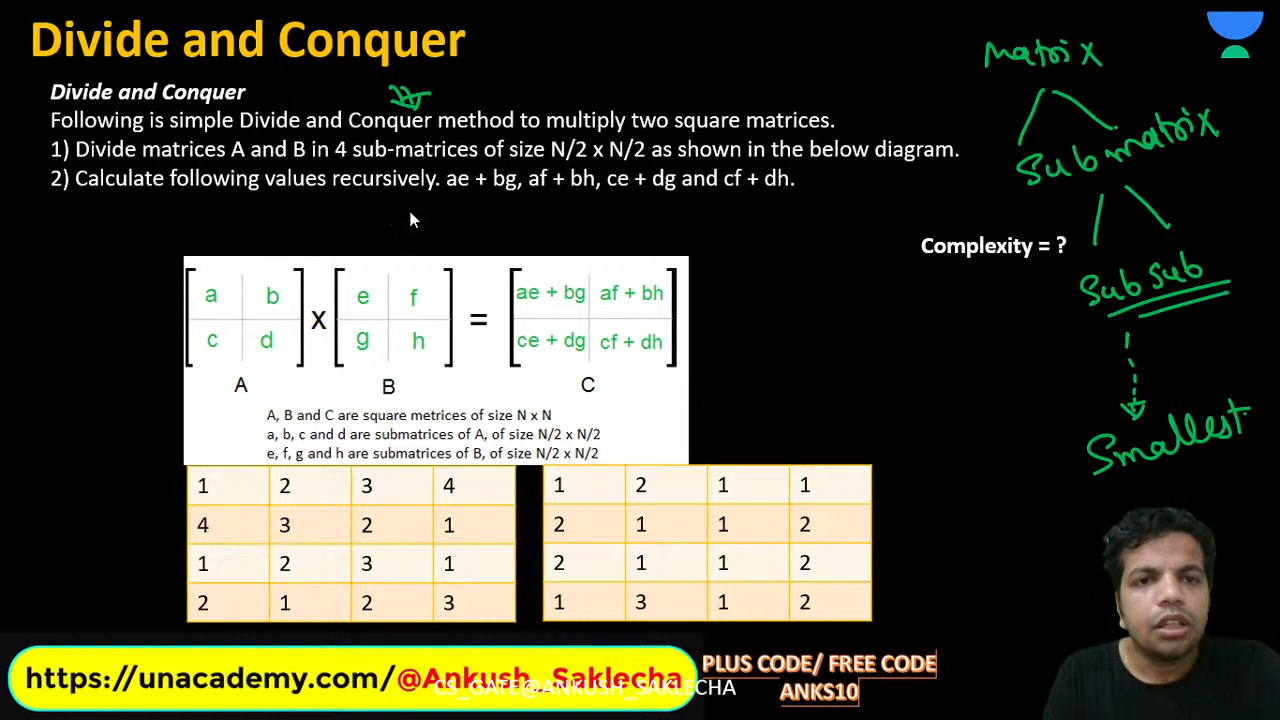 Divide and Conquer
Divide and Conquer
Following is simple Divide and Conquer method to multiply two square matrices.
1) Divide matrices A and B in 4 sub-matrices of size N/2 x N/2 as shown in the below diagram.
2) Calculate following values recursively. ae + bg, af + bh, ce + dg and cf + dh.
Matrix
Submatrix
Complexity = ?
Sub sub
Smallest
a b e f ae + bg af + bh
x =
c d g h ce + dg cf + dh
A B C
A, B and C are square metrices of size N x N
a, b, c and d are submatrices of A, of size N/2 x N/2
e, f, g and h are submatrices of B, of size N/2 x N/2
1 2 3 4
4 3 2 1
1 2 3 1
2 1 2 3
1 2 1 1
2 1 1 2
2 1 1 2
1 3 1 2
https://unacademy.com/@Ankush_Saklecha
CS_GATE@ANKUSH_SAKLECHA
PLUS CODE/ FREE CODE
ANKS10